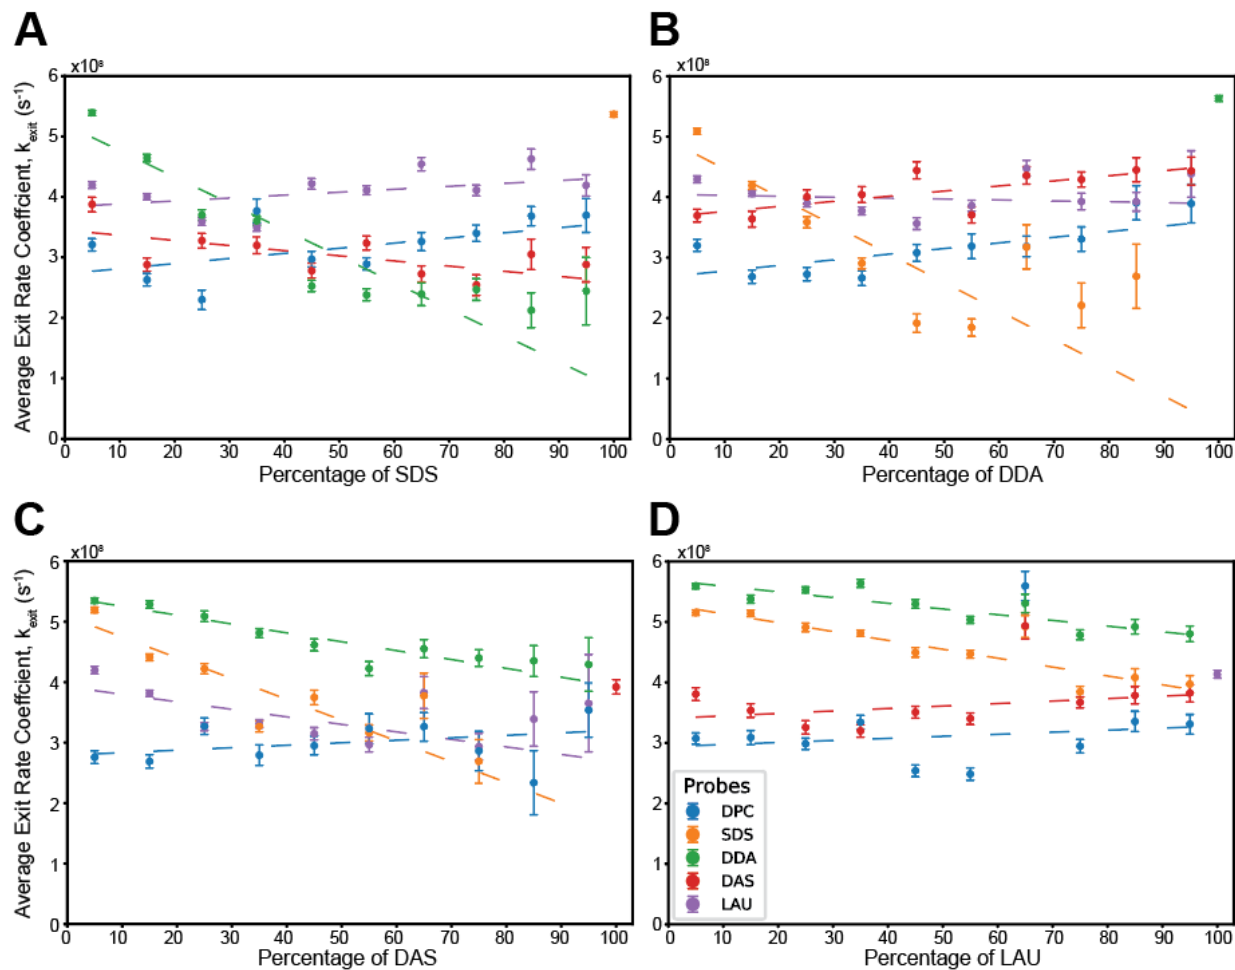 A
B
x10⁸
x10⁸
Average Exit Rate Coefficient, k_exit (s⁻¹)
6
5
4
3
2
1
0
0 10 20 30 40 50 60 70 80 90 100
Percentage of SDS
6
5
4
3
2
1
0
0 10 20 30 40 50 60 70 80 90 100
Percentage of DDA
C
D
x10⁸
x10⁸
Average Exit Rate Coeffcient, k_exit (s⁻¹)
6
5
4
3
2
1
0
0 10 20 30 40 50 60 70 80 90 100
Percentage of DAS
6
5
4
3
2
1
0
Probes
DPC
SDS
DDA
DAS
LAU
0 10 20 30 40 50 60 70 80 90 100
Percentage of LAU